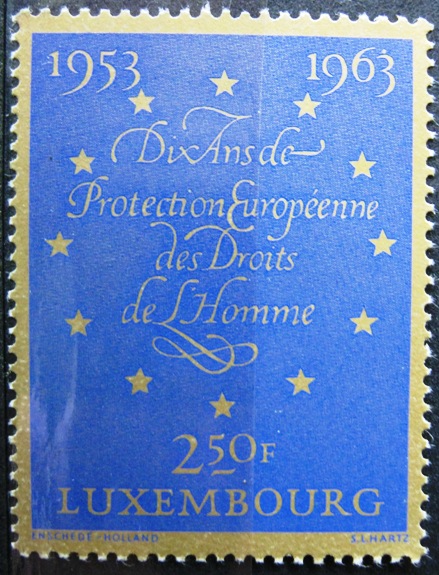 1953 1963
Dix Ans de
Protection Européenne
des Droits
de L'Homme
2.50F
LUXEMBOURG
ENSCHEDE-HOLLAND S.L.HARTZ